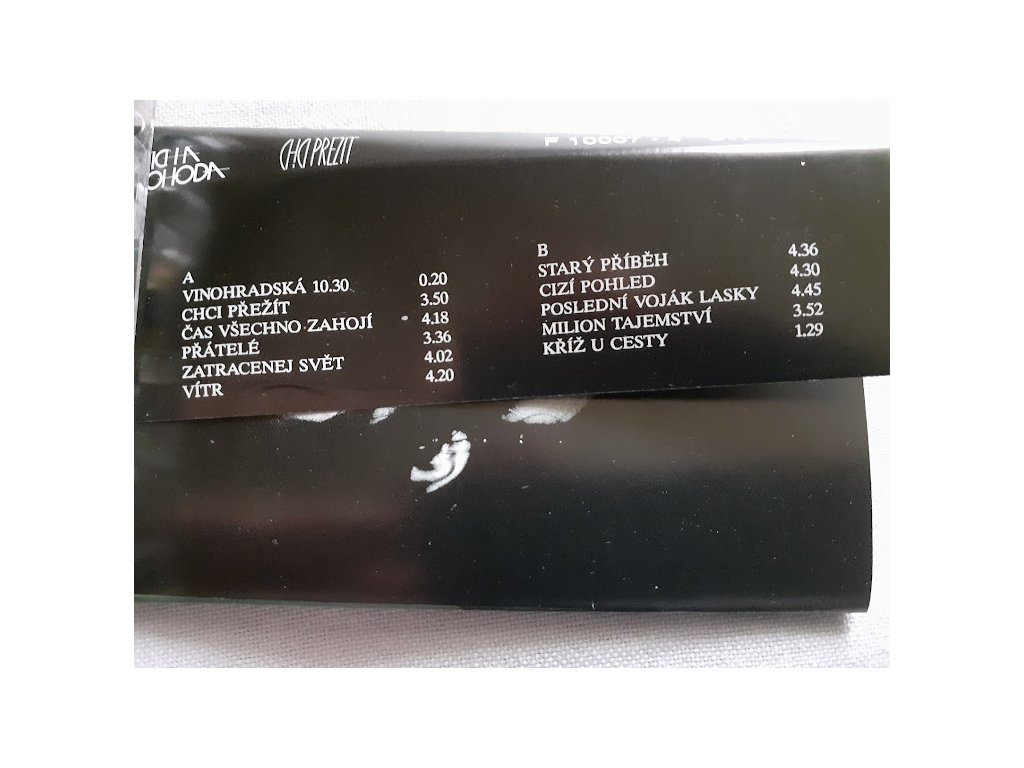 CHCI PŘEŽÍT
A
VINOHRADSKÁ 10.30 0.20
CHCI PŘEŽÍT 3.50
ČAS VŠECHNO ZAHOJÍ 4.18
PŘÁTELÉ 3.36
ZATRACENEJ SVĚT 4.02
VÍTR 4.20
B
STARÝ PŘÍBĚH 4.36
CIZÍ POHLED 4.30
POSLEDNÍ VOJÁK LASKY 4.45
MILION TAJEMSTVÍ 3.52
KŘÍŽ U CESTY 1.29